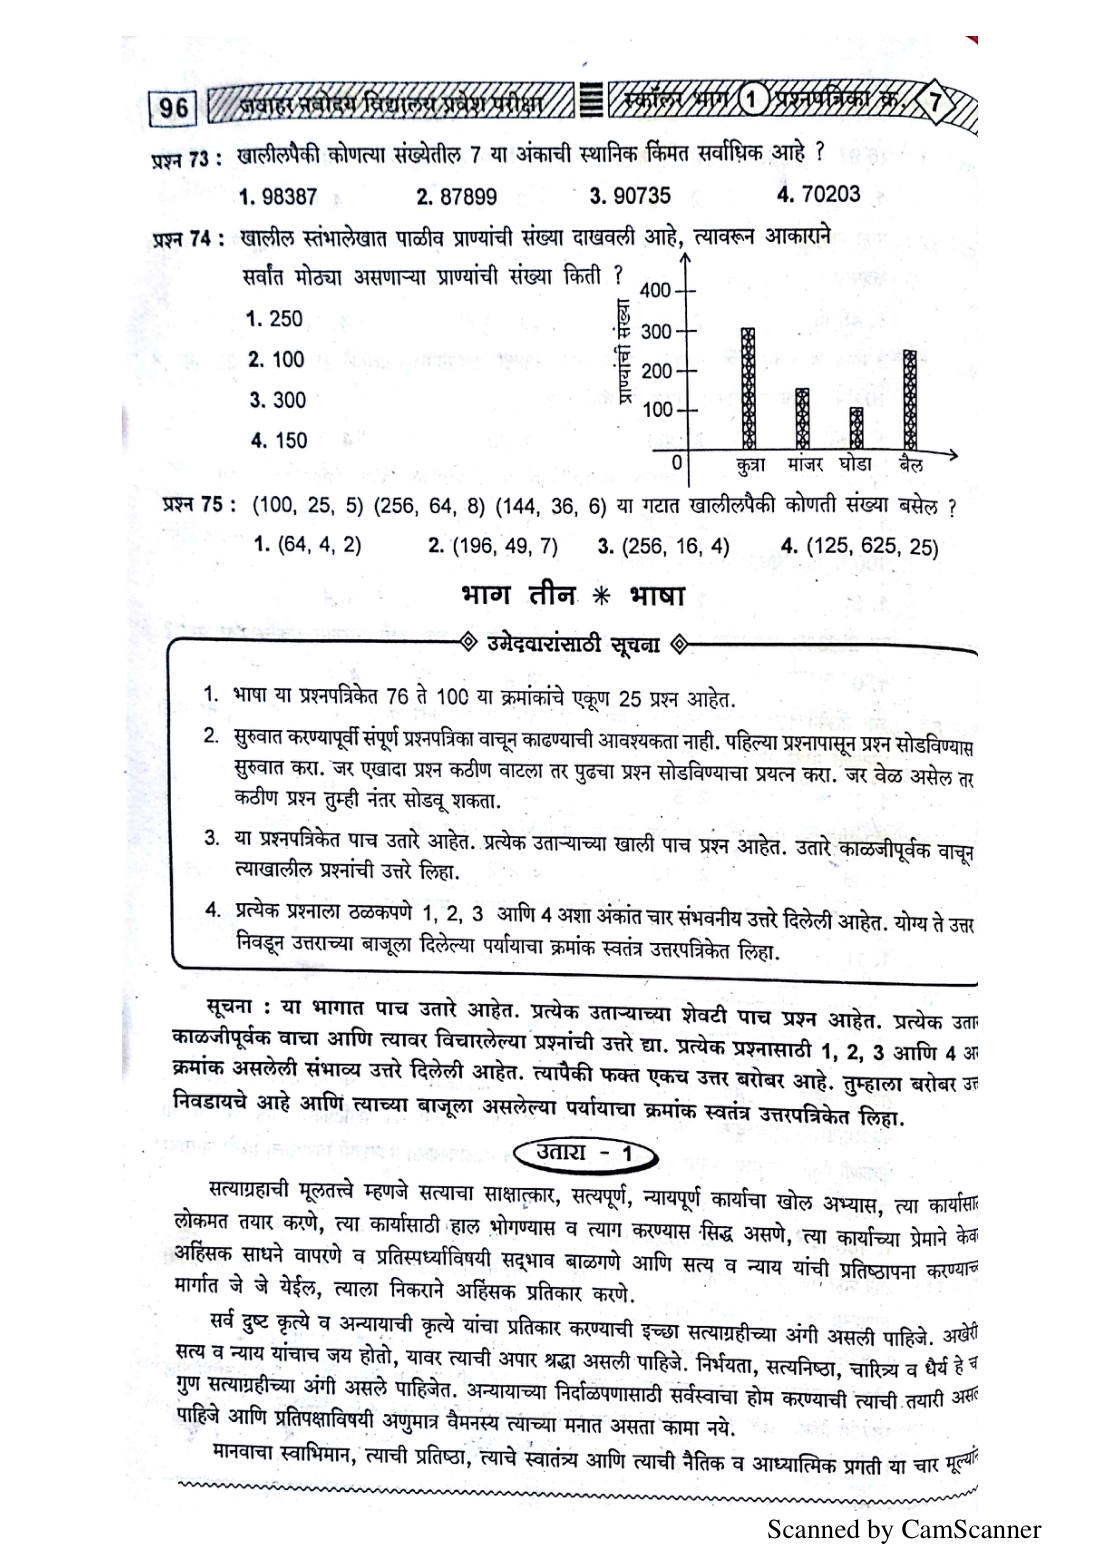 96 जवाहर नवोदय विद्यालय प्रवेश परीक्षा स्कॉलर भाग 1 प्रश्नपत्रिका क्र. 7
प्रश्न 73 : खालीलपैकी कोणत्या संख्येतील 7 या अंकाची स्थानिक किंमत सर्वाधिक आहे ?
1. 98387 2. 87899 3. 90735 4. 70203
प्रश्न 74 : खालील स्तंभालेखात पाळीव प्राण्यांची संख्या दाखवली आहे, त्यावरून आकाराने
सर्वांत मोठ्या असणाऱ्या प्राण्यांची संख्या किती ?
1. 250
2. 100
3. 300
4. 150
प्राण्यांची संख्या
400
300
200
100
0
कुत्रा मांजर घोडा बैल
प्रश्न 75 : (100, 25, 5) (256, 64, 8) (144, 36, 6) या गटात खालीलपैकी कोणती संख्या बसेल ?
1. (64, 4, 2) 2. (196, 49, 7) 3. (256, 16, 4) 4. (125, 625, 25)
भाग तीन * भाषा
उमेदवारांसाठी सूचना
1. भाषा या प्रश्नपत्रिकेत 76 ते 100 या क्रमांकांचे एकूण 25 प्रश्न आहेत.
2. सुरुवात करण्यापूर्वी संपूर्ण प्रश्नपत्रिका वाचून काढण्याची आवश्यकता नाही. पहिल्या प्रश्नापासून प्रश्न सोडविण्यास
सुरुवात करा. जर एखादा प्रश्न कठीण वाटला तर पुढचा प्रश्न सोडविण्याचा प्रयत्न करा. जर वेळ असेल तर
कठीण प्रश्न तुम्ही नंतर सोडवू शकता.
3. या प्रश्नपत्रिकेत पाच उतारे आहेत. प्रत्येक उताऱ्याच्या खाली पाच प्रश्न आहेत. उतारे काळजीपूर्वक वाचून
त्याखालील प्रश्नांची उत्तरे लिहा.
4. प्रत्येक प्रश्नाला ठळकपणे 1, 2, 3 आणि 4 अशा अंकांत चार संभवनीय उत्तरे दिलेली आहेत. योग्य ते उत्तर
निवडून उत्तराच्या बाजूला दिलेल्या पर्यायाचा क्रमांक स्वतंत्र उत्तरपत्रिकेत लिहा.
सूचना : या भागात पाच उतारे आहेत. प्रत्येक उताऱ्याच्या शेवटी पाच प्रश्न आहेत. प्रत्येक उतार
काळजीपूर्वक वाचा आणि त्यावर विचारलेल्या प्रश्नांची उत्तरे द्या. प्रत्येक प्रश्नासाठी 1, 2, 3 आणि 4 अ
क्रमांक असलेली संभाव्य उत्तरे दिलेली आहेत. त्यापैकी फक्त एकच उत्तर बरोबर आहे. तुम्हाला बरोबर उत्त
निवडायचे आहे आणि त्याच्या बाजूला असलेल्या पर्यायाचा क्रमांक स्वतंत्र उत्तरपत्रिकेत लिहा.
उतारा - 1
सत्याग्रहाची मूलतत्त्वे म्हणजे सत्याचा साक्षात्कार, सत्यपूर्ण, न्यायपूर्ण कार्याचा खोल अभ्यास, त्या कार्यासा
लोकमत तयार करणे, त्या कार्यासाठी हाल भोगण्यास व त्याग करण्यास सिद्ध असणे, त्या कार्याच्या प्रेमाने केव
अहिंसक साधने वापरणे व प्रतिस्पर्ध्याविषयी सद्‌भाव बाळगणे आणि सत्य व न्याय यांची प्रतिष्ठापना करण्याच
मार्गात जे जे येईल, त्याला निकराने अहिंसक प्रतिकार करणे.
सर्व दुष्ट कृत्ये व अन्यायाची कृत्ये यांचा प्रतिकार करण्याची इच्छा सत्याग्रहीच्या अंगी असली पाहिजे. अखेरी
सत्य व न्याय यांचाच जय होतो, यावर त्याची अपार श्रद्धा असली पाहिजे. निर्भयता, सत्यनिष्ठा, चारित्र्य व धैर्य हे च
गुण सत्याग्रहीच्या अंगी असले पाहिजेत. अन्यायाच्या निर्दाळपणासाठी सर्वस्वाचा होम करण्याची त्याची तयारी अस
पाहिजे आणि प्रतिपक्षाविषयी अणुमात्र वैमनस्य त्याच्या मनात असता कामा नये.
मानवाचा स्वाभिमान, त्याची प्रतिष्ठा, त्याचे स्वातंत्र्य आणि त्याची नैतिक व आध्यात्मिक प्रगती या चार मूल्यां
Scanned by CamScanner